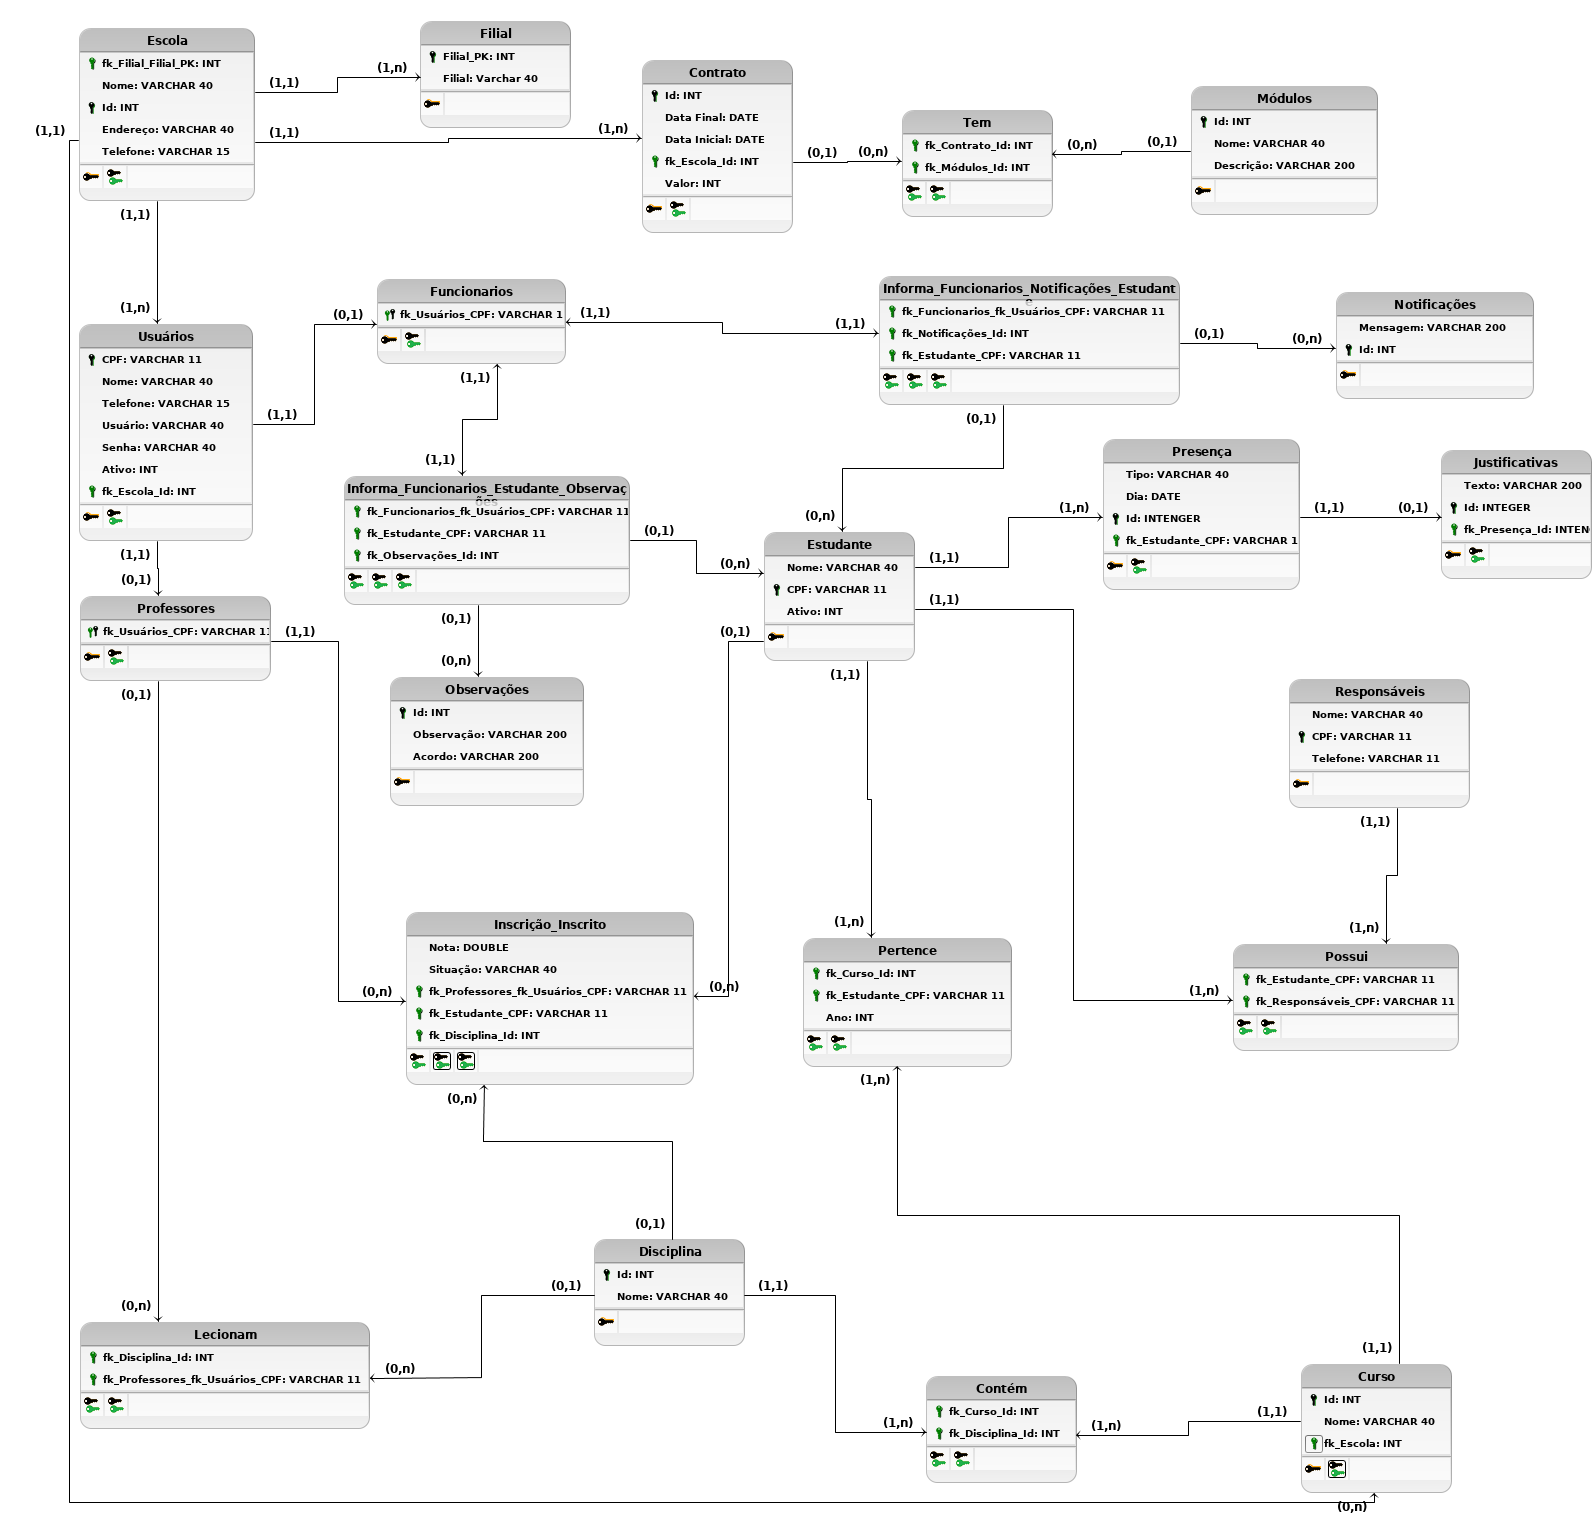 Escola
fk_Filial_Filial_PK: INT
Nome: VARCHAR 40
Id: INT
Endereço: VARCHAR 40
Telefone: VARCHAR 15
(1,1)
(1,n)
Filial
Filial_PK: INT
Filial: Varchar 40
(1,1)
(1,n)
Contrato
Id: INT
Data Final: DATE
Data Inicial: DATE
fk_Escola_Id: INT
Valor: INT
(0,1)
(0,n)
Tem
fk_Contrato_Id: INT
fk_Módulos_Id: INT
(0,n)
(0,1)
Módulos
Id: INT
Nome: VARCHAR 40
Descrição: VARCHAR 200
(1,1)
(1,1)
(1,n)
Usuários
CPF: VARCHAR 11
Nome: VARCHAR 40
Telefone: VARCHAR 15
Usuário: VARCHAR 40
Senha: VARCHAR 40
Ativo: INT
fk_Escola_Id: INT
(1,1)
(0,1)
Funcionarios
fk_Usuários_CPF: VARCHAR 1
(1,1)
(1,1)
Informa_Funcionarios_Notificações_Estudant
e
fk_Funcionarios_fk_Usuários_CPF: VARCHAR 11
fk_Notificações_Id: INT
fk_Estudante_CPF: VARCHAR 11
(0,1)
(0,n)
Notificações
Mensagem: VARCHAR 200
Id: INT
(1,1)
(1,1)
Informa_Funcionarios_Estudante_Observaç
ões
fk_Funcionarios_fk_Usuários_CPF: VARCHAR 11
fk_Estudante_CPF: VARCHAR 11
fk_Observações_Id: INT
(0,1)
(0,n)
(0,1)
(0,n)
Estudante
Nome: VARCHAR 40
CPF: VARCHAR 11
Ativo: INT
(1,1)
(1,n)
Presença
Tipo: VARCHAR 40
Dia: DATE
Id: INTENGER
fk_Estudante_CPF: VARCHAR 1
(1,1)
(0,1)
Justificativas
Texto: VARCHAR 200
Id: INTEGER
fk_Presença_Id: INTEN
(1,1)
(0,1)
Professores
fk_Usuários_CPF: VARCHAR 11
(1,1)
(0,1)
(0,1)
(0,n)
Observações
Id: INT
Observação: VARCHAR 200
Acordo: VARCHAR 200
(0,1)
(1,1)
(1,1)
Responsáveis
Nome: VARCHAR 40
CPF: VARCHAR 11
Telefone: VARCHAR 11
(1,1)
(1,n)
(0,n)
Inscrição_Inscrito
Nota: DOUBLE
Situação: VARCHAR 40
fk_Professores_fk_Usuários_CPF: VARCHAR 11
fk_Estudante_CPF: VARCHAR 11
fk_Disciplina_Id: INT
(0,n)
(1,n)
Pertence
fk_Curso_Id: INT
fk_Estudante_CPF: VARCHAR 11
Ano: INT
(1,n)
Possui
fk_Estudante_CPF: VARCHAR 11
fk_Responsáveis_CPF: VARCHAR 11
(0,n)
(1,n)
(0,1)
Disciplina
Id: INT
Nome: VARCHAR 40
(0,1)
(1,1)
(0,n)
Lecionam
fk_Disciplina_Id: INT
fk_Professores_fk_Usuários_CPF: VARCHAR 11
(0,n)
(1,n)
Contém
fk_Curso_Id: INT
fk_Disciplina_Id: INT
(1,n)
(1,1)
(1,1)
Curso
Id: INT
Nome: VARCHAR 40
fk_Escola: INT
(0,n)